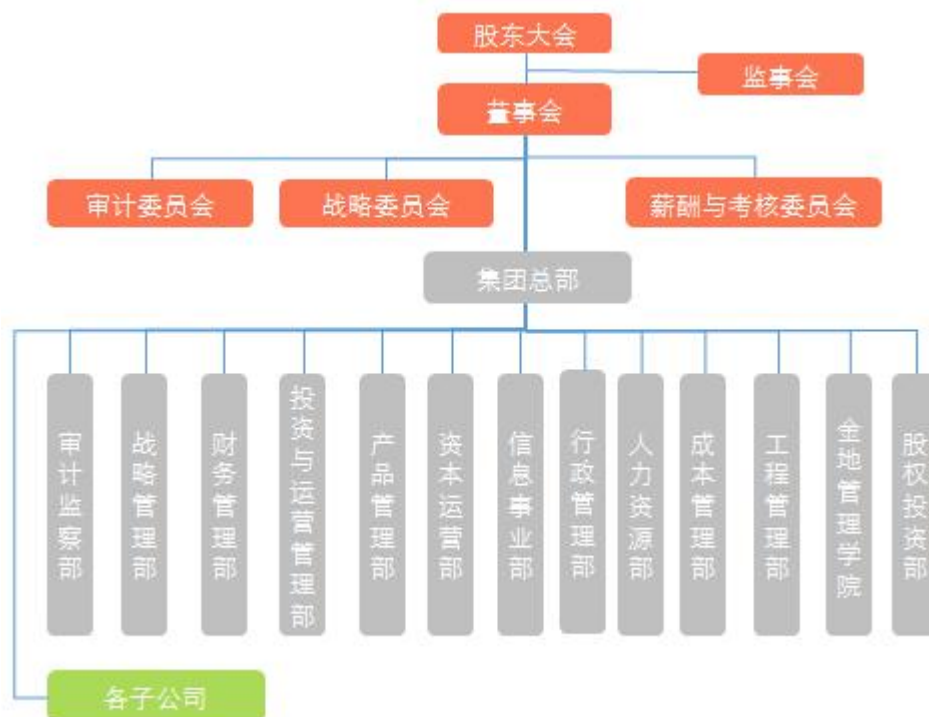 股东大会
监事会
董事会
审计委员会
战略委员会
薪酬与考核委员会
集团总部
审计监察部
战略管理部
财务管理部
投资与运营管理部
产品管理部
资本运营部
信息事业部
行政管理部
人力资源部
成本管理部
工程管理部
金地管理学院
股权投资部
各子公司